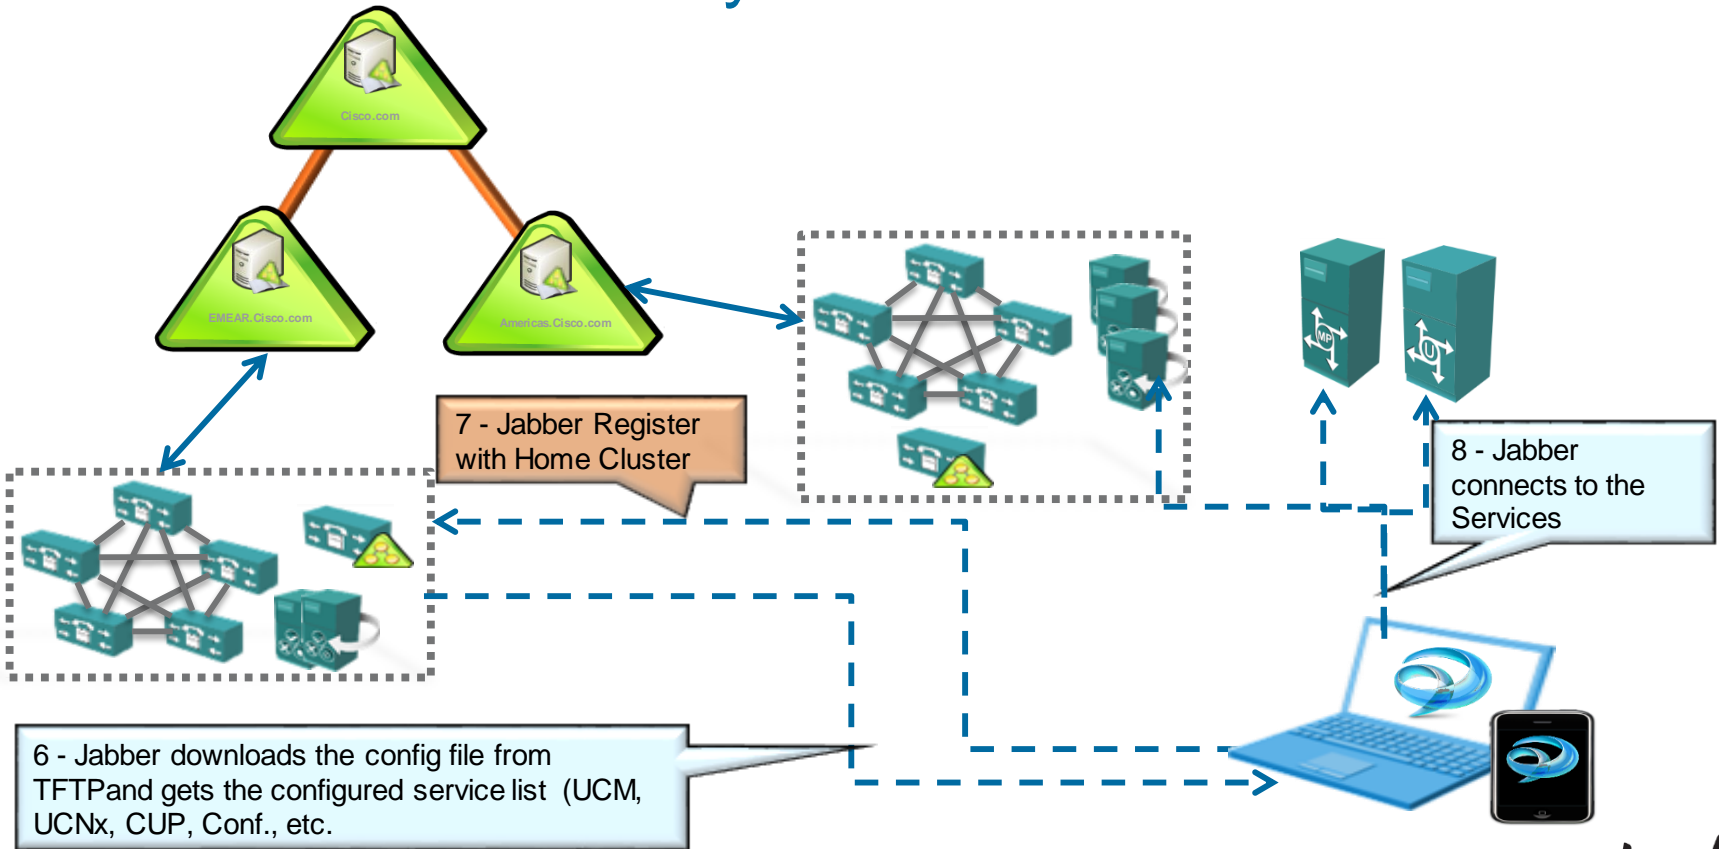 Cisco.com
EMEAR.Cisco.com
Americas.Cisco.com
MP
U
7 - Jabber Register
with Home Cluster
8 - Jabber
connects to the
Services
6 - Jabber downloads the config file from
TFTPand gets the configured service list (UCM,
UCNx, CUP, Conf., etc.